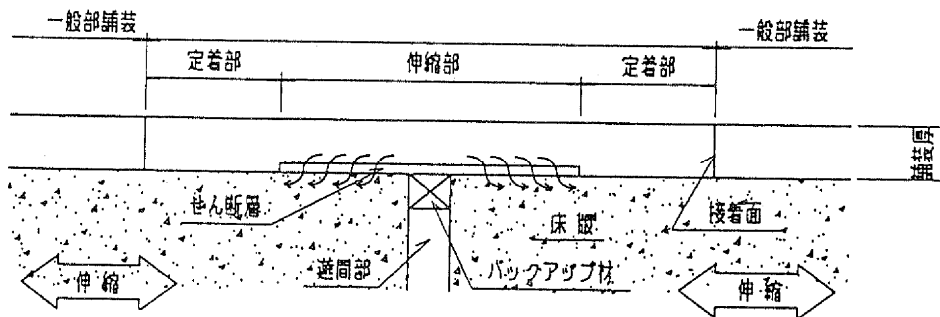 一般部舗装
一般部舗装
定着部
伸縮部
定着部
舗装厚
せん断層
床版
接着面
遊間部
バックアップ材
伸縮
伸縮